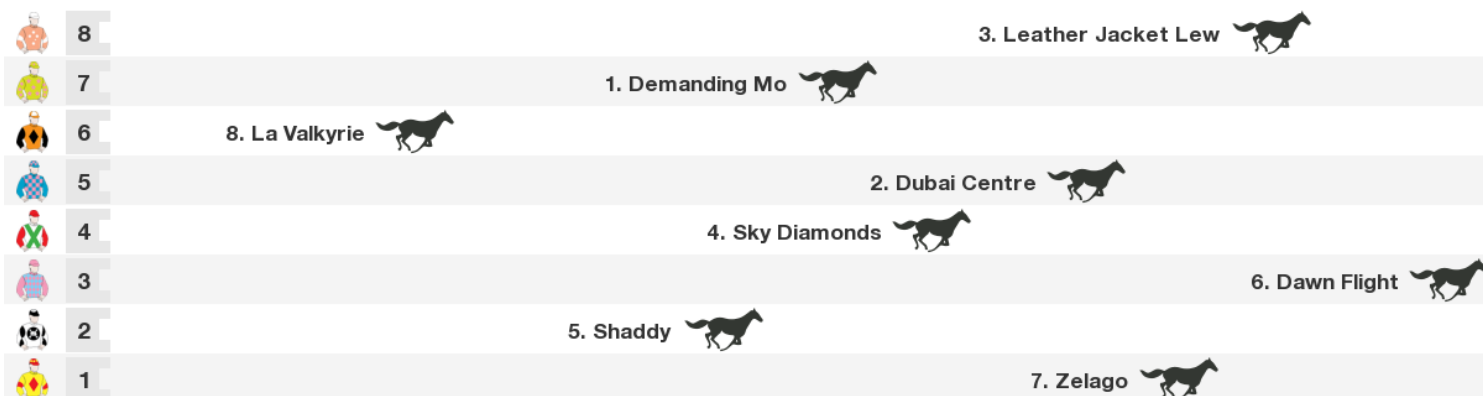 8 3. Leather Jacket Lew
7 1. Demanding Mo
6 8. La Valkyrie
5 2. Dubai Centre
4 4. Sky Diamonds
3 6. Dawn Flight
2 5. Shaddy
1 7. Zelago